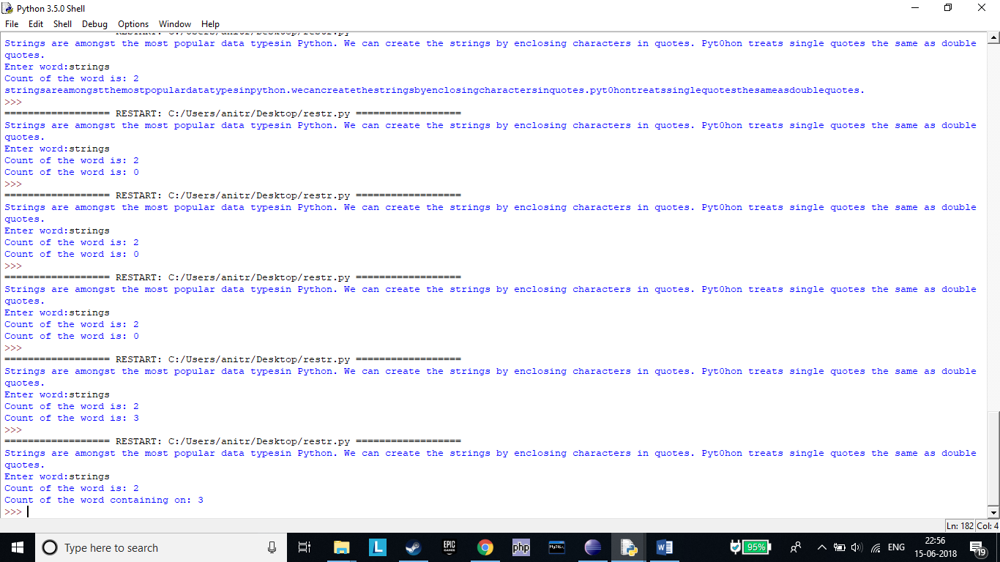 Python 3.5.0 Shell
File Edit Shell Debug Options Window Help
RESTART: C:/Users/anitr/Desktop/restr.py
Strings are amongst the most popular data typesin Python. We can create the strings by enclosing characters in quotes. Pyt0hon treats single quotes the same as double
quotes.
Enter word:strings
Count of the word is: 2
stringsareamongstthemostpopulardatatypesinpython.wecancreatethestringsbyenclosingcharactersinquotes.pyt0hontreatssinglequotesthesameasdoublequotes.
>>>
================== RESTART: C:/Users/anitr/Desktop/restr.py ==================
Strings are amongst the most popular data typesin Python. We can create the strings by enclosing characters in quotes. Pyt0hon treats single quotes the same as double
quotes.
Enter word:strings
Count of the word is: 2
Count of the word is: 0
>>>
================== RESTART: C:/Users/anitr/Desktop/restr.py ==================
Strings are amongst the most popular data typesin Python. We can create the strings by enclosing characters in quotes. Pyt0hon treats single quotes the same as double
quotes.
Enter word:strings
Count of the word is: 2
Count of the word is: 0
>>>
================== RESTART: C:/Users/anitr/Desktop/restr.py ==================
Strings are amongst the most popular data typesin Python. We can create the strings by enclosing characters in quotes. Pyt0hon treats single quotes the same as double
quotes.
Enter word:strings
Count of the word is: 2
Count of the word is: 0
>>>
================== RESTART: C:/Users/anitr/Desktop/restr.py ==================
Strings are amongst the most popular data typesin Python. We can create the strings by enclosing characters in quotes. Pyt0hon treats single quotes the same as double
quotes.
Enter word:strings
Count of the word is: 2
Count of the word is: 3
>>>
================== RESTART: C:/Users/anitr/Desktop/restr.py ==================
Strings are amongst the most popular data typesin Python. We can create the strings by enclosing characters in quotes. Pyt0hon treats single quotes the same as double
quotes.
Enter word:strings
Count of the word is: 2
Count of the word containing on: 3
>>>
Ln: 182 Col: 4
Type here to search
L
EPIC GAMES
php
MySQL
W
95%
ENG
22:56
15-06-2018
19